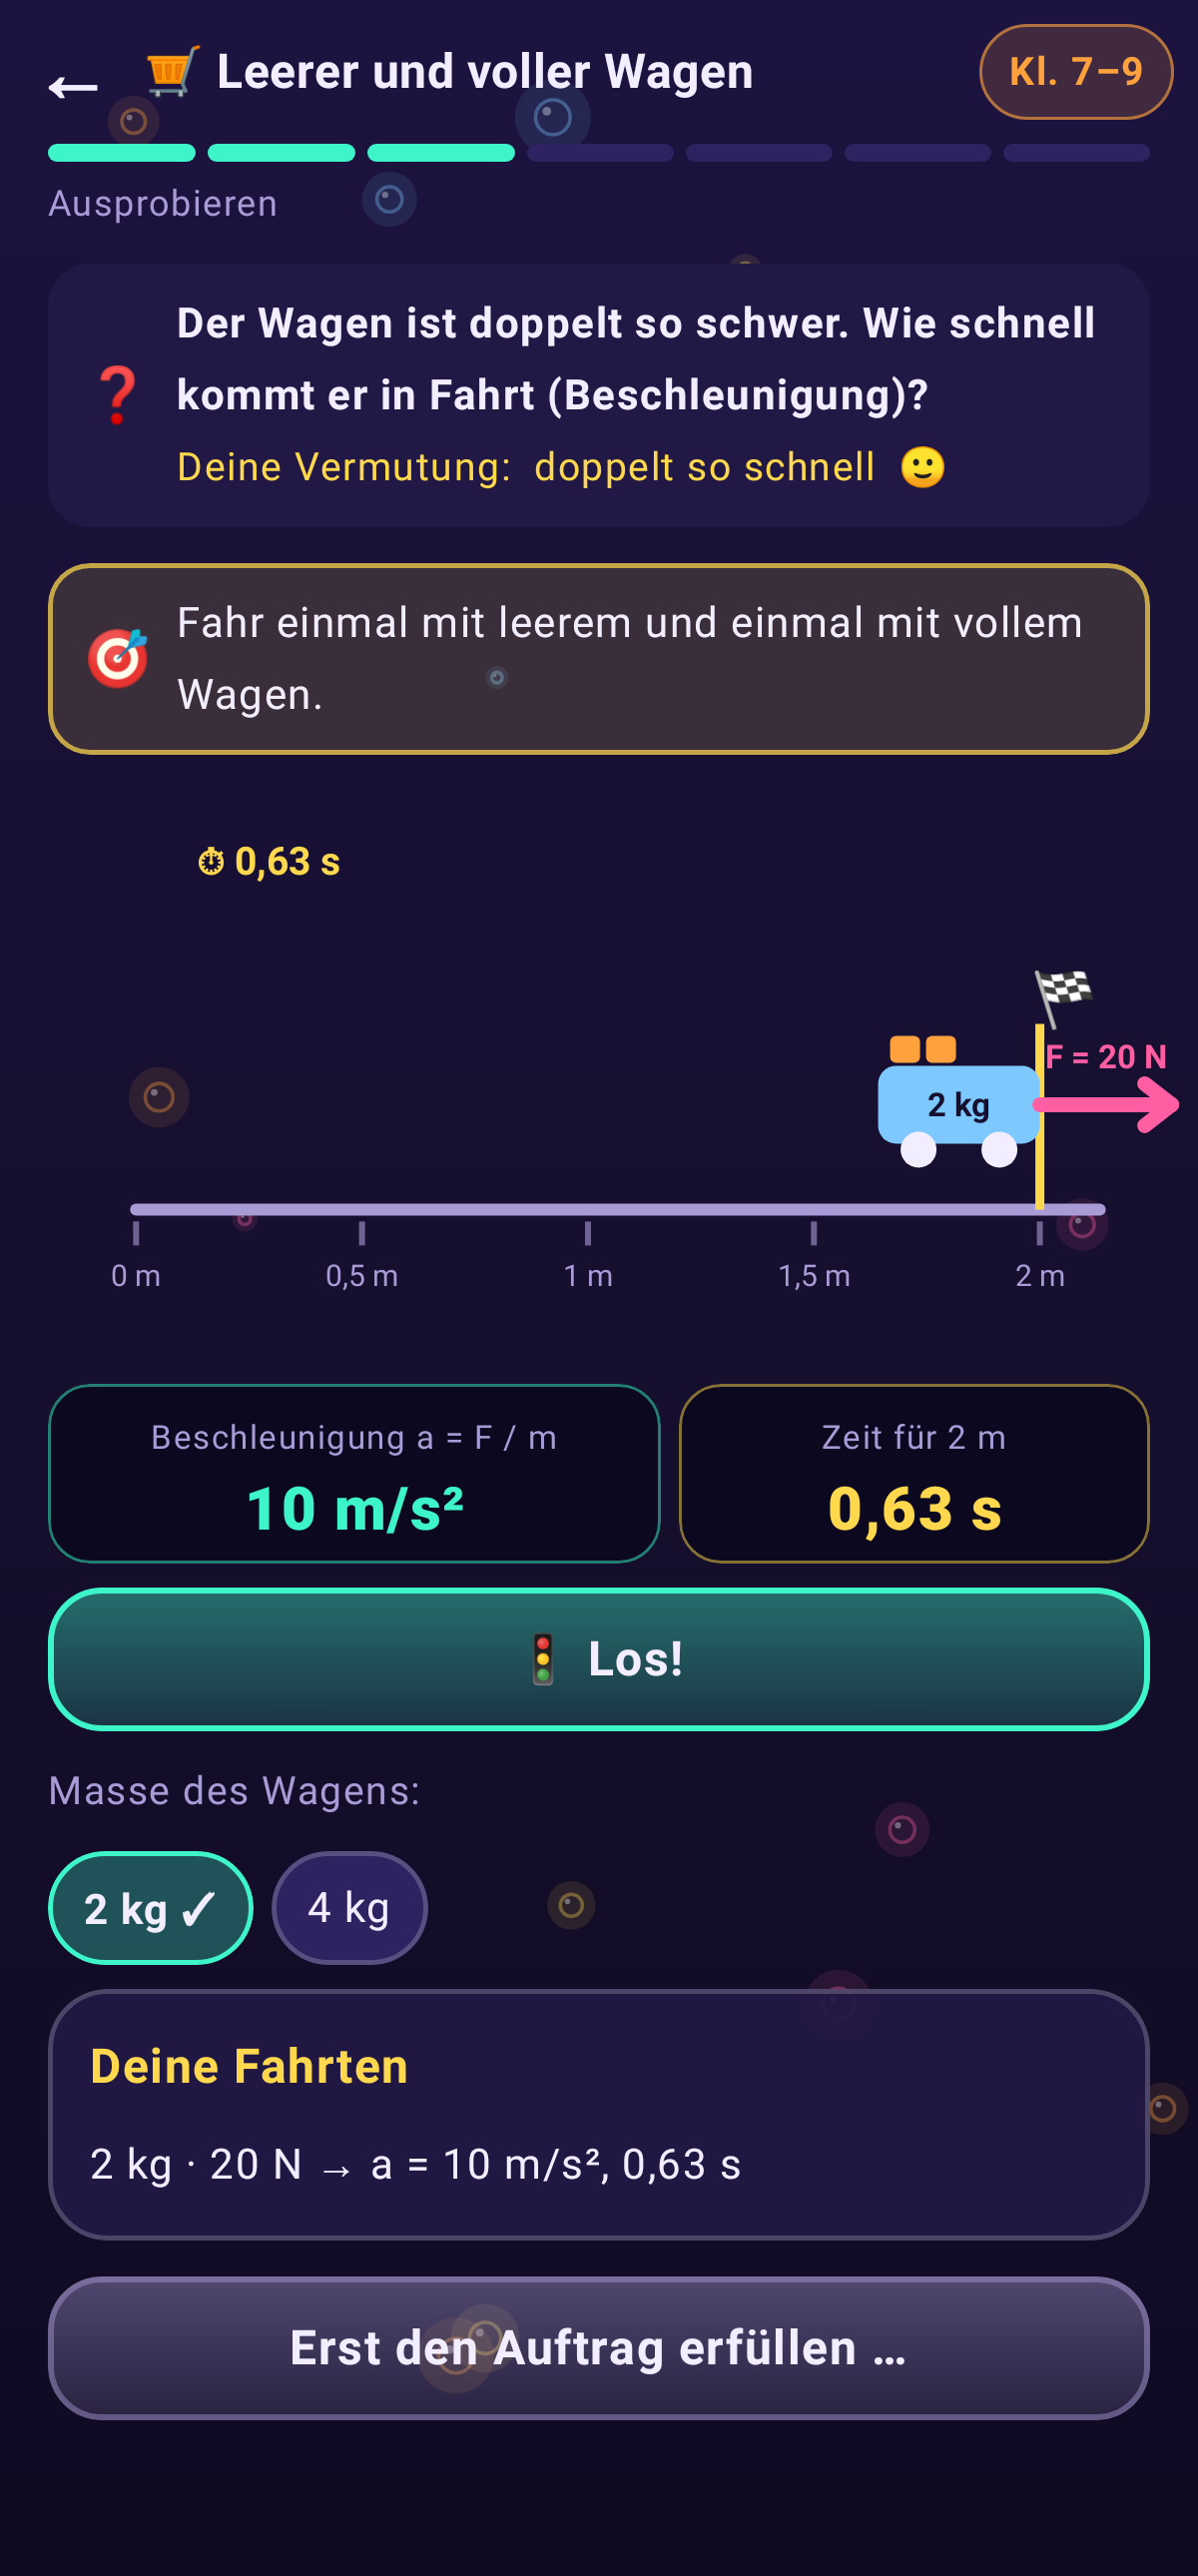 ← 🛒 Leerer und voller Wagen
Kl. 7–9
Ausprobieren
❓ Der Wagen ist doppelt so schwer. Wie schnell
kommt er in Fahrt (Beschleunigung)?
Deine Vermutung: doppelt so schnell 🙂
🎯 Fahr einmal mit leerem und einmal mit vollem
Wagen.
⏱ 0,63 s
F = 20 N
2 kg
0 m
0,5 m
1 m
1,5 m
2 m
Beschleunigung a = F / m
10 m/s²
Zeit für 2 m
0,63 s
🚦 Los!
Masse des Wagens:
2 kg ✓
4 kg
Deine Fahrten
2 kg · 20 N → a = 10 m/s², 0,63 s
Erst den Auftrag erfüllen …